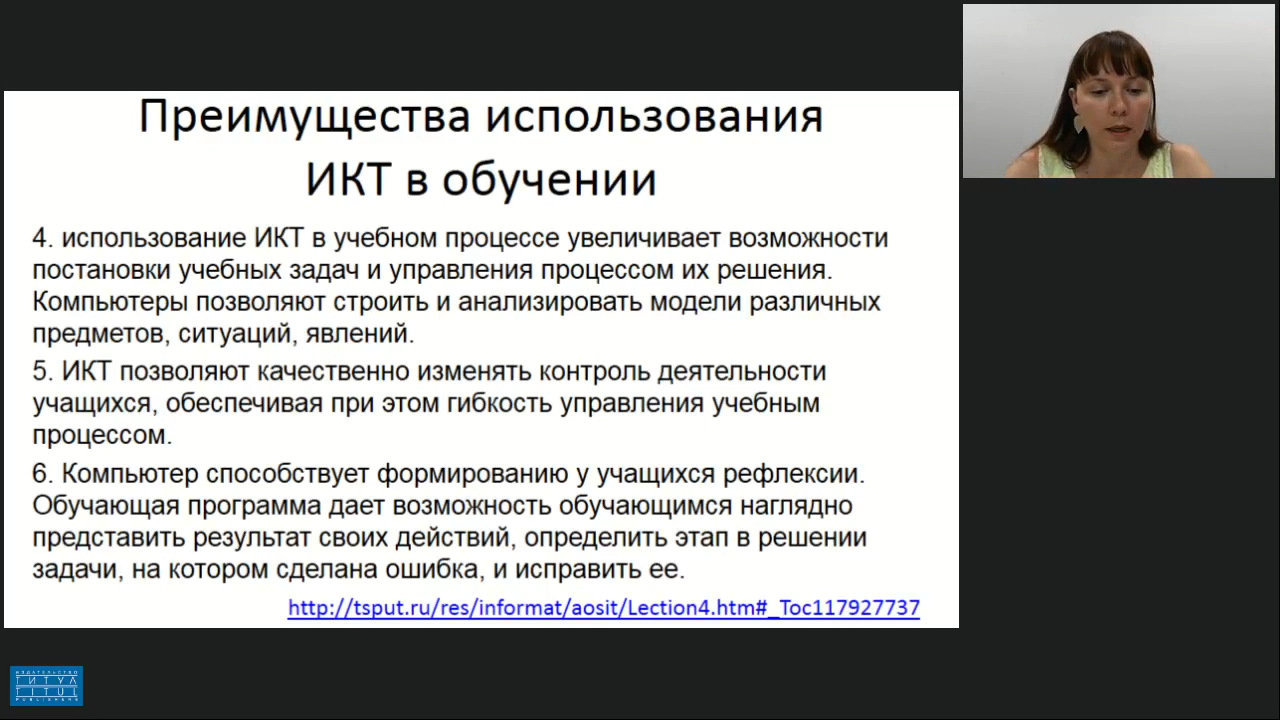 Преимущества использования
ИКТ в обучении
4. использование ИКТ в учебном процессе увеличивает возможности
постановки учебных задач и управления процессом их решения.
Компьютеры позволяют строить и анализировать модели различных
предметов, ситуаций, явлений.
5. ИКТ позволяют качественно изменять контроль деятельности
учащихся, обеспечивая при этом гибкость управления учебным
процессом.
6. Компьютер способствует формированию у учащихся рефлексии.
Обучающая программа дает возможность обучающимся наглядно
представить результат своих действий, определить этап в решении
задачи, на котором сделана ошибка, и исправить ее.
http://tsput.ru/res/informat/aosit/Lection4.htm#_Toc117927737
ИЗДАТЕЛЬСТВО
ТИТУЛ
TITUL
PUBLISHERS